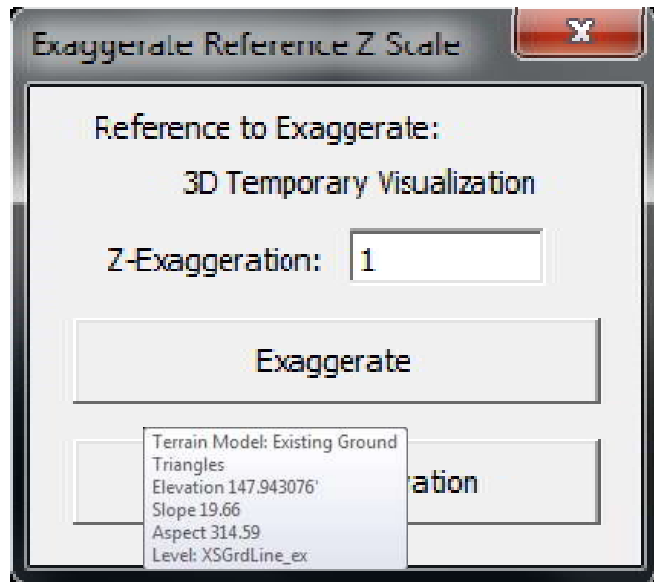 Exaggerate Reference Z Scale
Reference to Exaggerate:
3D Temporary Visualization
Z-Exaggeration: 1
Exaggerate
Terrain Model: Existing Ground
Triangles
Elevation 147.943076'
Slope 19.66
Aspect 314.59
Level: XSGrdLine_ex